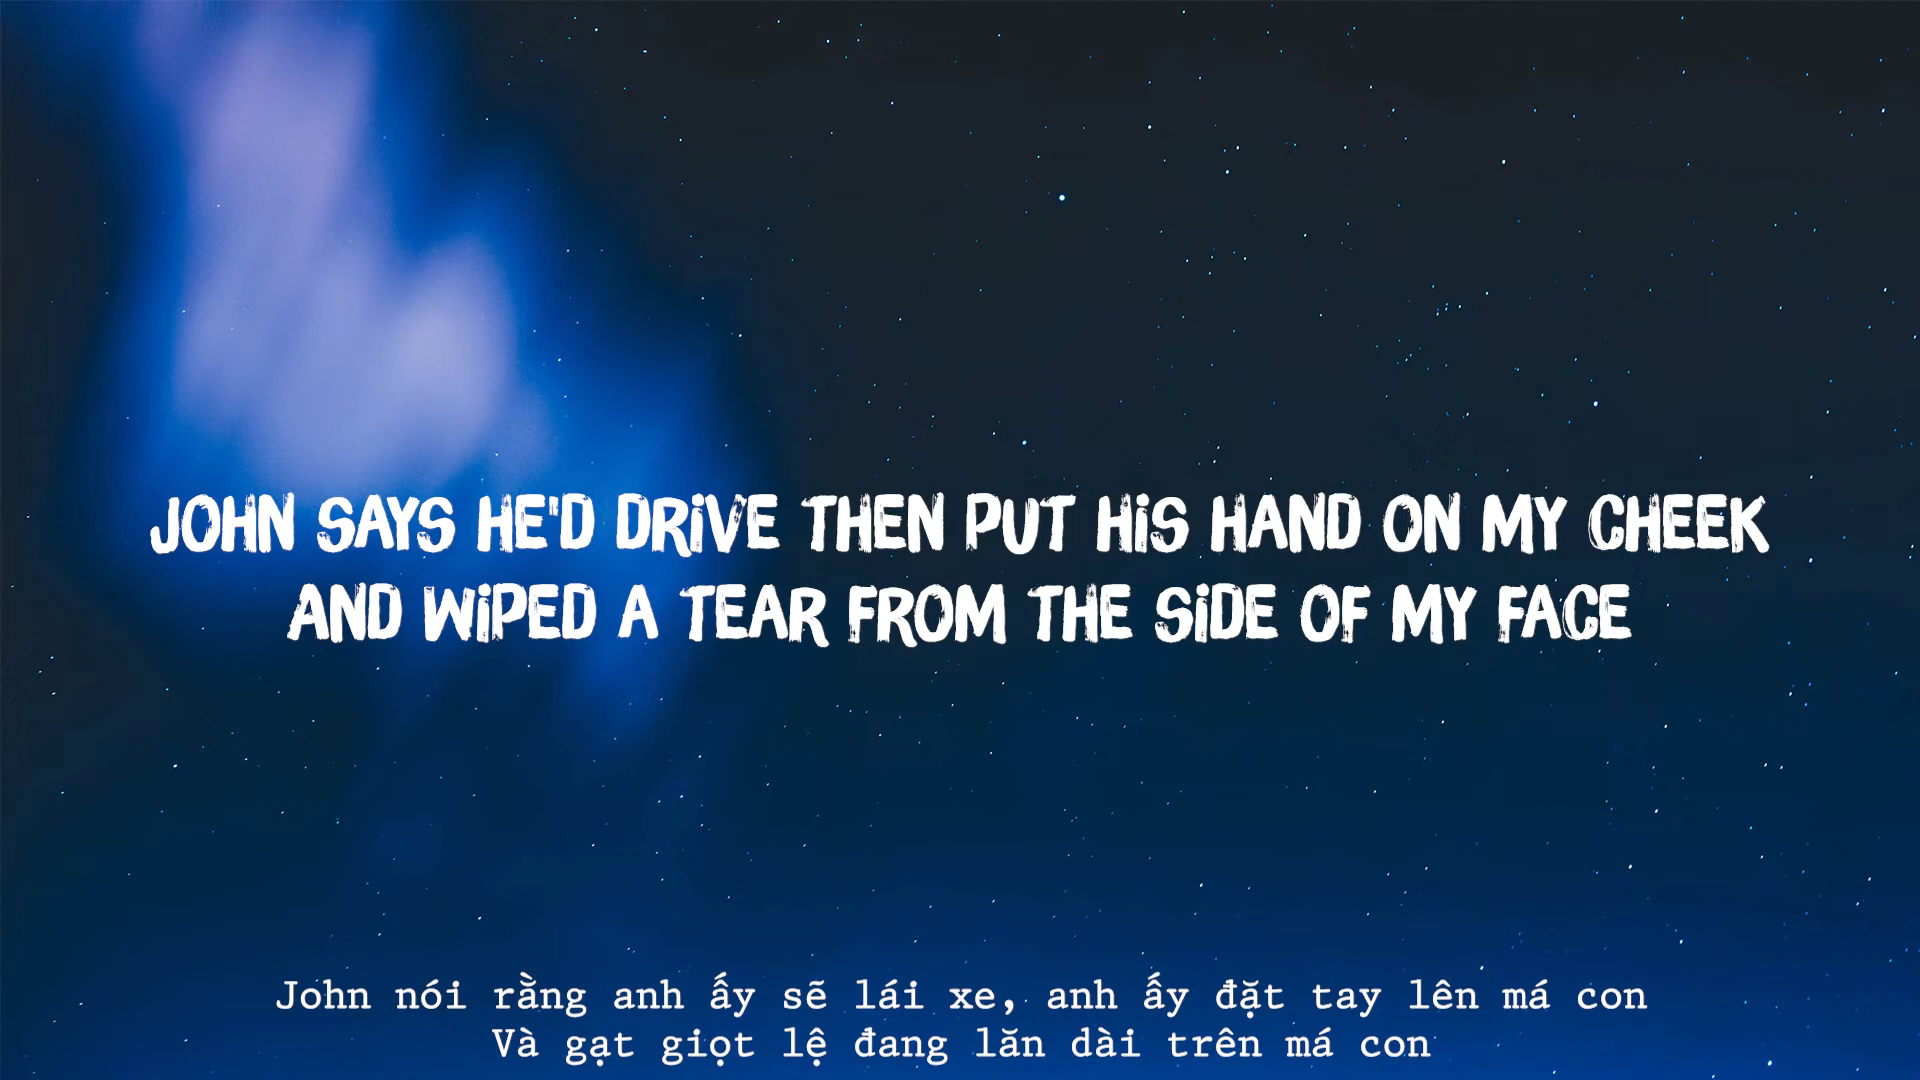 JOHN SAYS HE'D DRiVE THEN PUT HiS HAND ON MY CHEEK
AND WiPED A TEAR FROM THE SiDE OF MY FACE
John nói rằng anh ấy sẽ lái xe, anh ấy đặt tay lên má con
Và gạt giọt lệ đang lăn dài trên má con